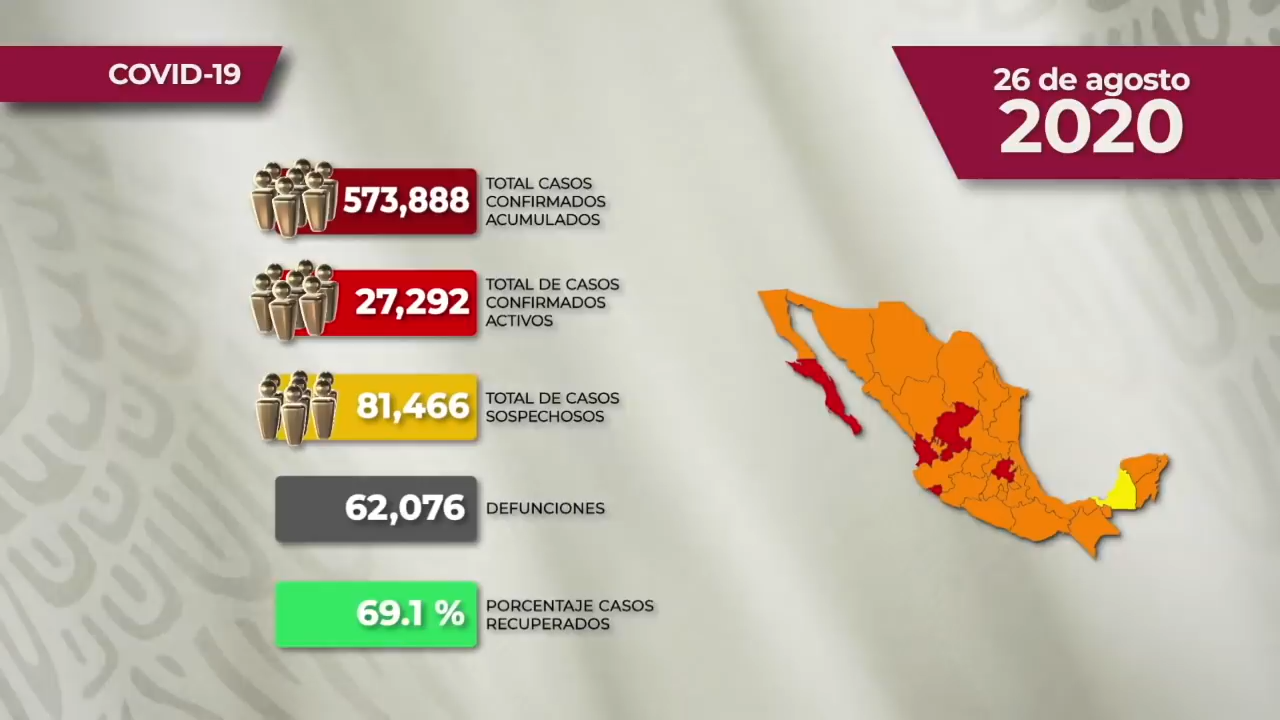 COVID-19
26 de agosto
2020
573,888
TOTAL CASOS
CONFIRMADOS
ACUMULADOS
27,292
TOTAL DE CASOS
CONFIRMADOS
ACTIVOS
81,466
TOTAL DE CASOS
SOSPECHOSOS
62,076
DEFUNCIONES
69.1 %
PORCENTAJE CASOS
RECUPERADOS